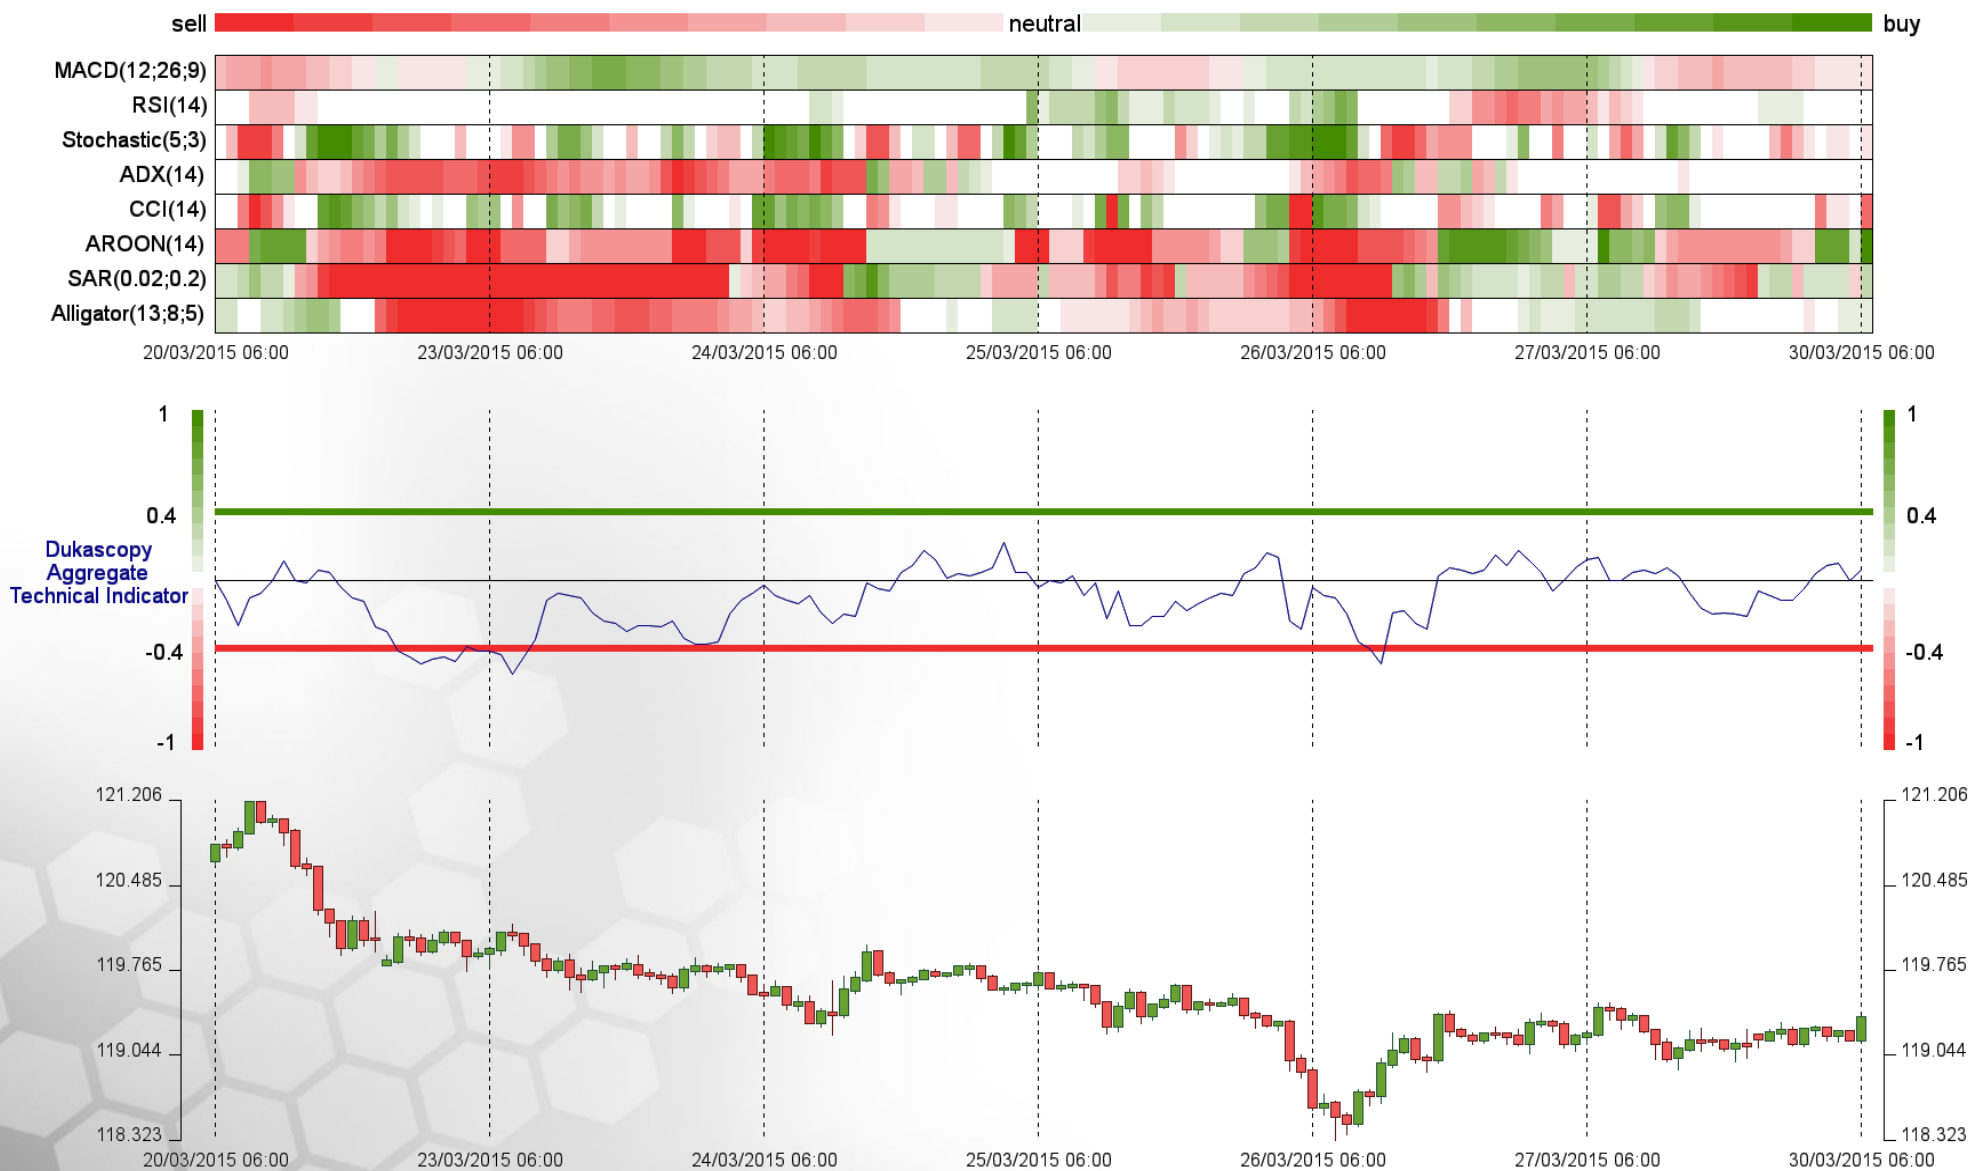 sell neutral buy
MACD(12;26;9)
RSI(14)
Stochastic(5;3)
ADX(14)
CCI(14)
AROON(14)
SAR(0.02;0.2)
Alligator(13;8;5)
20/03/2015 06:00 23/03/2015 06:00 24/03/2015 06:00 25/03/2015 06:00 26/03/2015 06:00 27/03/2015 06:00 30/03/2015 06:00
1 1
0.4 0.4
Dukascopy
Aggregate
Technical Indicator
-0.4 -0.4
-1 -1
121.206 121.206
120.485 120.485
119.765 119.765
119.044 119.044
118.323 118.323
20/03/2015 06:00 23/03/2015 06:00 24/03/2015 06:00 25/03/2015 06:00 26/03/2015 06:00 27/03/2015 06:00 30/03/2015 06:00